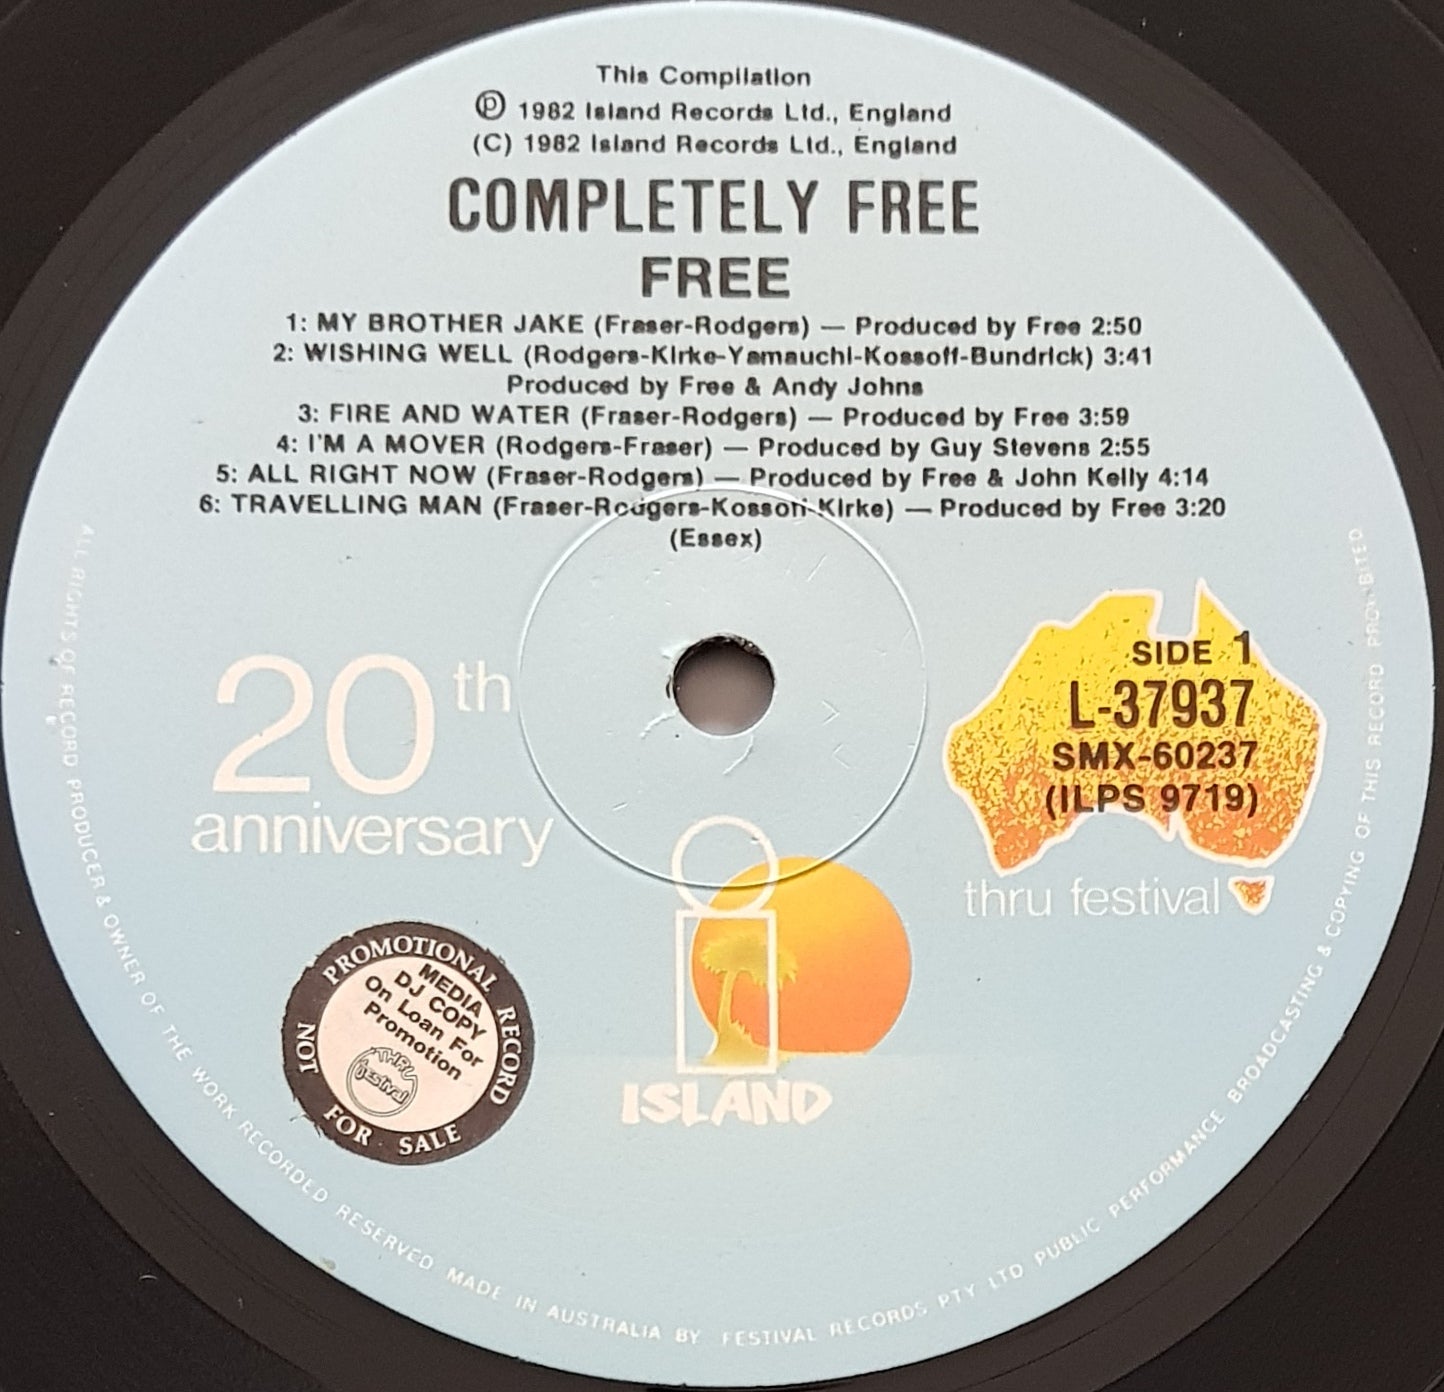 This Compilation
Ⓟ 1982 Island Records Ltd., England
(C) 1982 Island Records Ltd., England
COMPLETELY FREE
FREE
1: MY BROTHER JAKE (Fraser-Rodgers) — Produced by Free 2:50
2: WISHING WELL (Rodgers-Kirke-Yamauchi-Kossoff-Bundrick) 3:41
Produced by Free & Andy Johns
3: FIRE AND WATER (Fraser-Rodgers) — Produced by Free 3:59
4: I'M A MOVER (Rodgers-Fraser) — Produced by Guy Stevens 2:55
5: ALL RIGHT NOW (Fraser-Rodgers) — Produced by Free & John Kelly 4:14
6: TRAVELLING MAN (Fraser-Rodgers-Kossoff-Kirke) — Produced by Free 3:20
(Essex)
20th
anniversary
SIDE 1
L-37937
SMX-60237
(ILPS 9719)
thru festival
ISLAND
PROMOTIONAL RECORD
NOT FOR SALE
MEDIA
DJ COPY
On Loan For
Promotion
THRU
festival
ALL RIGHTS OF RECORD PRODUCER & OWNER OF THE WORK RECORDED RESERVED MADE IN AUSTRALIA BY FESTIVAL RECORDS PTY LTD PUBLIC PERFORMANCE BROADCASTING & COPYING OF THIS RECORD PROHIBITED